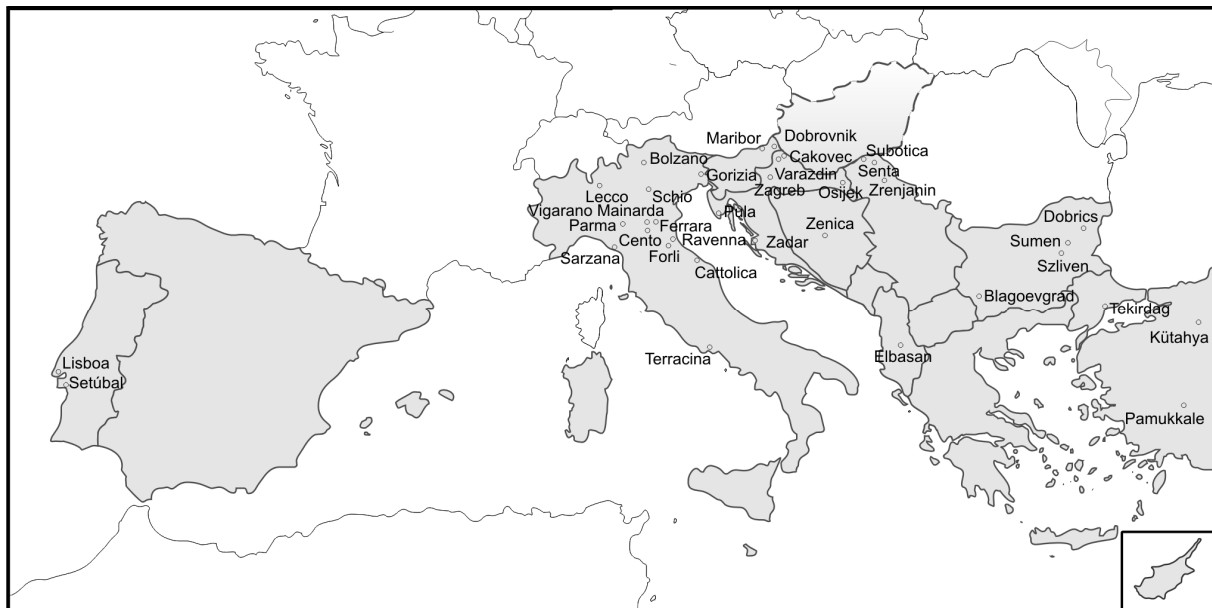 Maribor
Dobrovnik
Bolzano
Cakovec
Subotica
Gorizia
Varazdin
Senta
Lecco
Schio
Zagreb
Osijek
Zrenjanin
Vigarano Mainarda
Pula
Parma
Ferrara
Zenica
Dobrics
Cento
Ravenna
Zadar
Sumen
Sarzana
Forli
Szliven
Cattolica
Blagoevgrad
Tekirdag
Kütahya
Terracina
Elbasan
Lisboa
Setúbal
Pamukkale